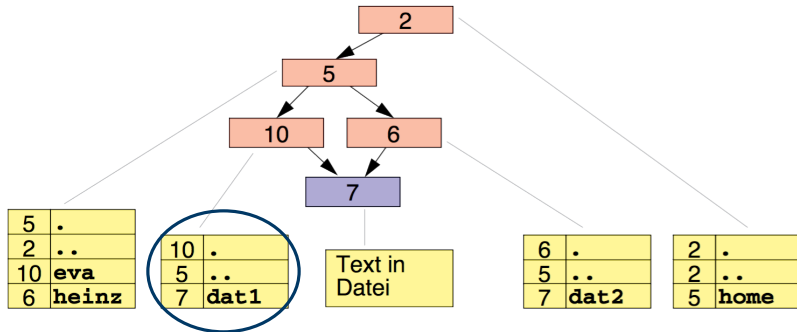 2
5
10 6
7
5 .
2 ..
10 eva
6 heinz
10 .
5 ..
7 dat1
Text in
Datei
6 .
5 ..
7 dat2
2 .
2 ..
5 home